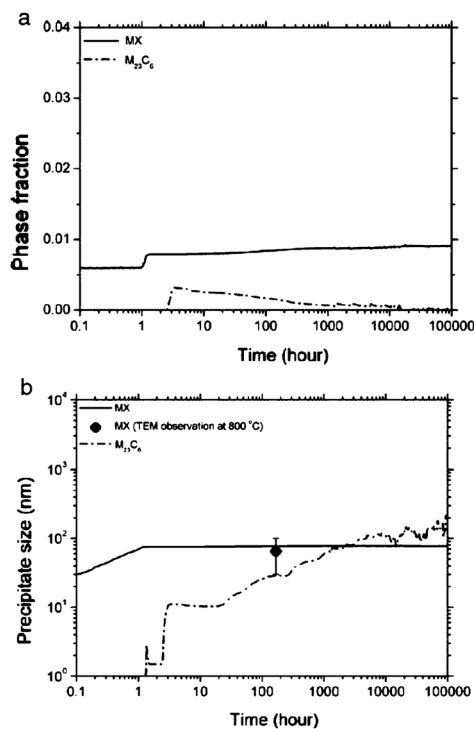 a
0.04
MX
M23C6
0.03
Phase fraction
0.02
0.01
0.00
0.1 1 10 100 1000 10000 100000
Time (hour)
b
10^4
MX
MX (TEM observation at 800 °C)
M23C6
10^3
Precipitate size (nm)
10^2
10^1
10^0
0.1 1 10 100 1000 10000 100000
Time (hour)